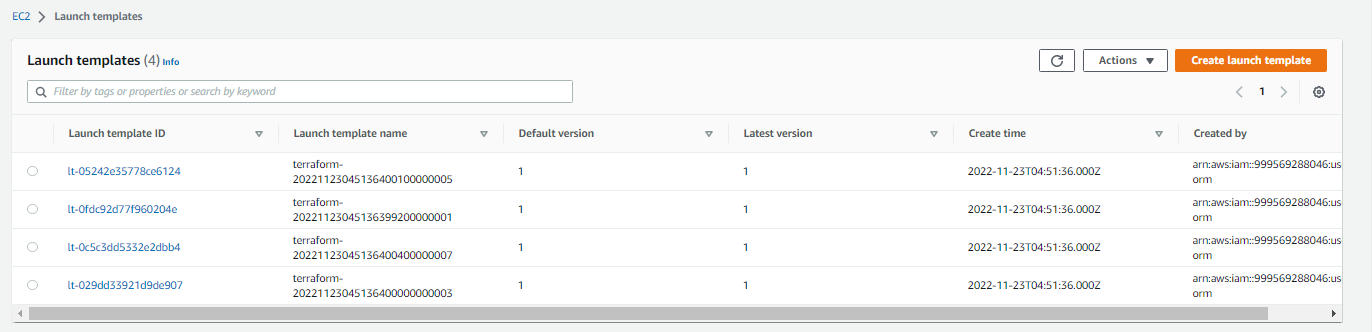 EC2 > Launch templates
Launch templates (4) Info
Actions
Create launch template
Filter by tags or properties or search by keyword
1
Launch template ID Launch template name Default version Latest version Create time Created by
lt-05242e35778ce6124 terraform- 1 1 2022-11-23T04:51:36.000Z arn:aws:iam::999569288046:us
20221123045136400100000005 orm
lt-0fdc92d77f960204e terraform- 1 1 2022-11-23T04:51:36.000Z arn:aws:iam::999569288046:us
20221123045136399200000001 orm
lt-0c5c3dd5332e2dbb4 terraform- 1 1 2022-11-23T04:51:36.000Z arn:aws:iam::999569288046:us
20221123045136400400000007 orm
lt-029dd33921d9de907 terraform- 1 1 2022-11-23T04:51:36.000Z arn:aws:iam::999569288046:us
20221123045136400000000003 orm